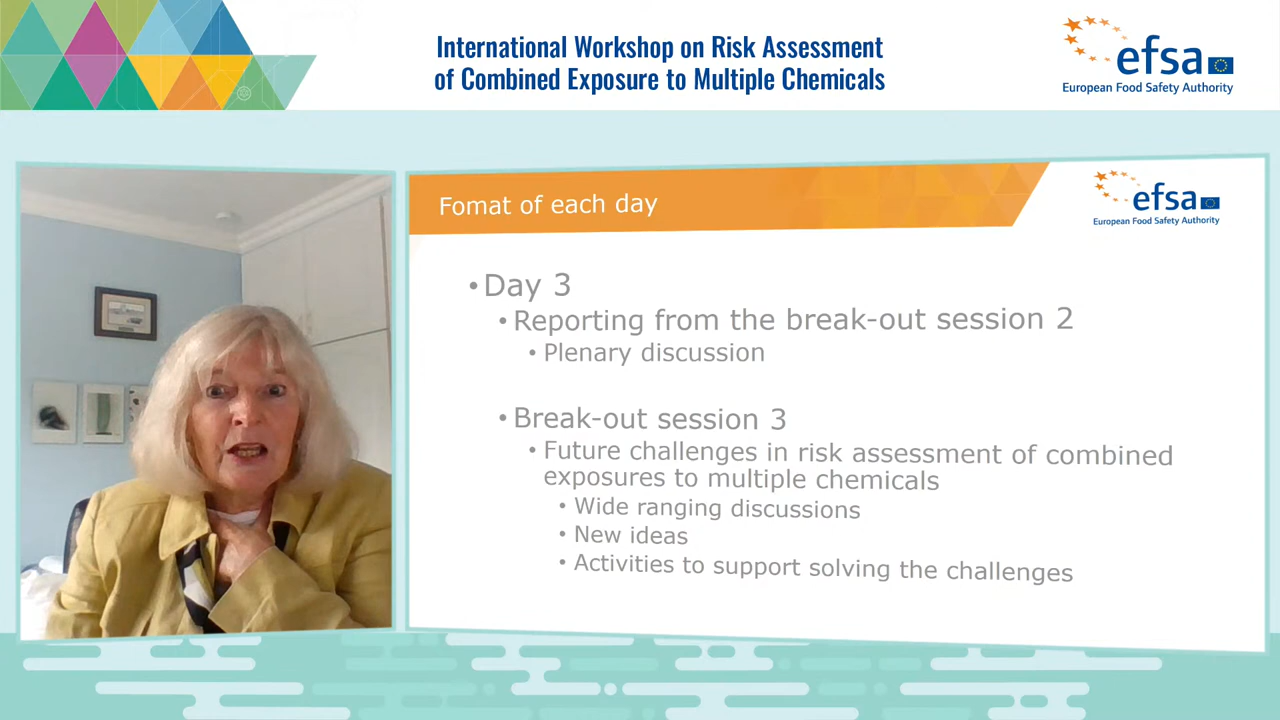 International Workshop on Risk Assessment
of Combined Exposure to Multiple Chemicals
efsa
European Food Safety Authority
Fomat of each day
efsa
European Food Safety Authority
•Day 3
•Reporting from the break-out session 2
•Plenary discussion
•Break-out session 3
•Future challenges in risk assessment of combined
exposures to multiple chemicals
•Wide ranging discussions
•New ideas
•Activities to support solving the challenges